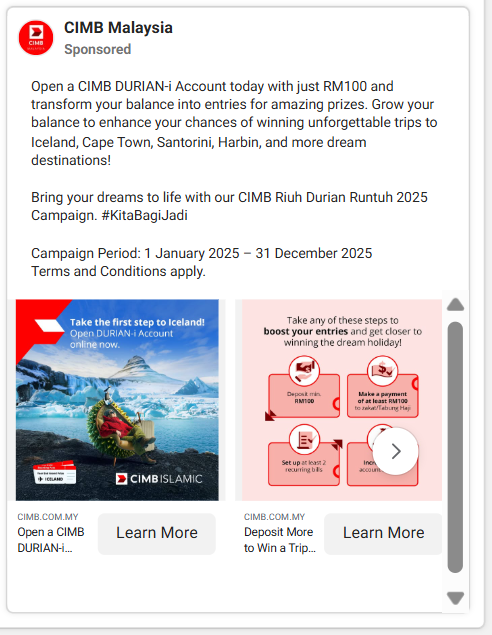 CIMB Malaysia
Sponsored
Open a CIMB DURIAN-i Account today with just RM100 and
transform your balance into entries for amazing prizes. Grow your
balance to enhance your chances of winning unforgettable trips to
Iceland, Cape Town, Santorini, Harbin, and more dream
destinations!
Bring your dreams to life with our CIMB Riuh Durian Runtuh 2025
Campaign. #KitaBagiJadi
Campaign Period: 1 January 2025 – 31 December 2025
Terms and Conditions apply.
Take the first step to Iceland!
Open DURIAN-i Account
online now.
ICELAND
CIMB ISLAMIC
Take any of these steps to
boost your entries and get closer to
winning the dream holiday!
Deposit min.
RM100
Make a payment
of at least RM100
to zakat/Tabung Haji
Set up at least 2
recurring bills
accoun
CIMB.COM.MY
Open a CIMB
DURIAN-i...
Learn More
CIMB.COM.MY
Deposit More
to Win a Trip...
Learn More